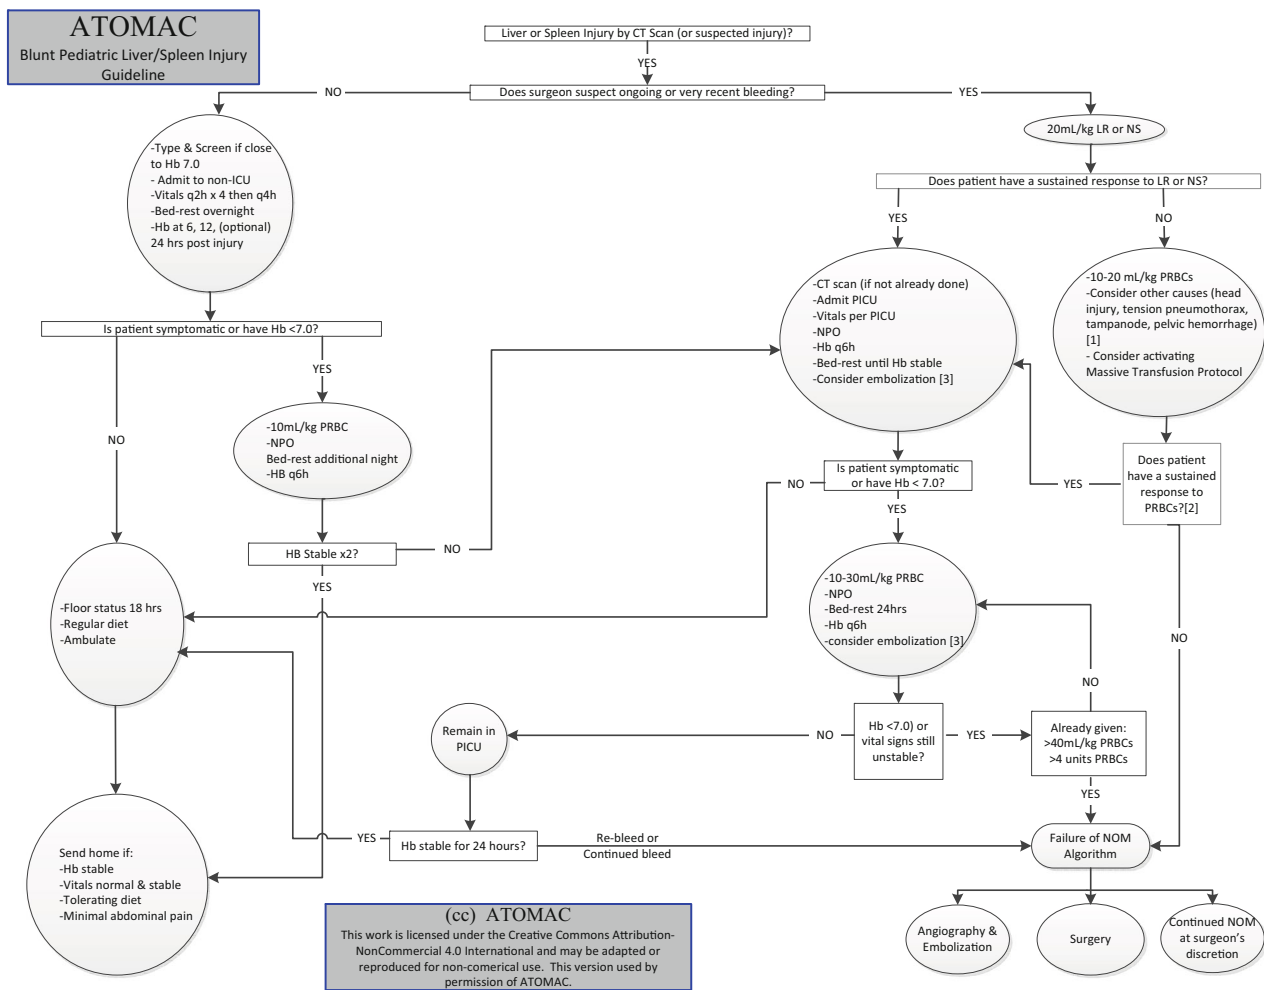 ATOMAC
Blunt Pediatric Liver/Spleen Injury
Guideline
Liver or Spleen Injury by CT Scan (or suspected injury)?
YES
Does surgeon suspect ongoing or very recent bleeding?
NO
YES
-Type & Screen if close
to Hb 7.0
- Admit to non-ICU
-Vitals q2h x 4 then q4h
-Bed-rest overnight
-Hb at 6, 12, (optional)
24 hrs post injury
20mL/kg LR or NS
Does patient have a sustained response to LR or NS?
YES
NO
-CT scan (if not already done)
-Admit PICU
-Vitals per PICU
-NPO
-Hb q6h
-Bed-rest until Hb stable
-Consider embolization [3]
-10-20 mL/kg PRBCs
-Consider other causes (head
injury, tension pneumothorax,
tampanode, pelvic hemorrhage)
[1]
- Consider activating
Massive Transfusion Protocol
Is patient symptomatic or have Hb <7.0?
NO
YES
-10mL/kg PRBC
-NPO
Bed-rest additional night
-HB q6h
Is patient symptomatic
or have Hb < 7.0?
NO
YES
Does patient
have a sustained
response to
PRBCs?[2]
YES
NO
HB Stable x2?
NO
YES
-Floor status 18 hrs
-Regular diet
-Ambulate
-10-30mL/kg PRBC
-NPO
-Bed-rest 24hrs
-Hb q6h
-consider embolization [3]
Remain in
PICU
NO
Hb <7.0) or
vital signs still
unstable?
YES
Already given:
>40mL/kg PRBCs
>4 units PRBCs
NO
YES
Send home if:
-Hb stable
-Vitals normal & stable
-Tolerating diet
-Minimal abdominal pain
YES
Hb stable for 24 hours?
Re-bleed or
Continued bleed
Failure of NOM
Algorithm
Angiography &
Embolization
Surgery
Continued NOM
at surgeon's
discretion
(cc) ATOMAC
This work is licensed under the Creative Commons Attribution-
NonCommercial 4.0 International and may be adapted or
reproduced for non-comerical use. This version used by
permission of ATOMAC.